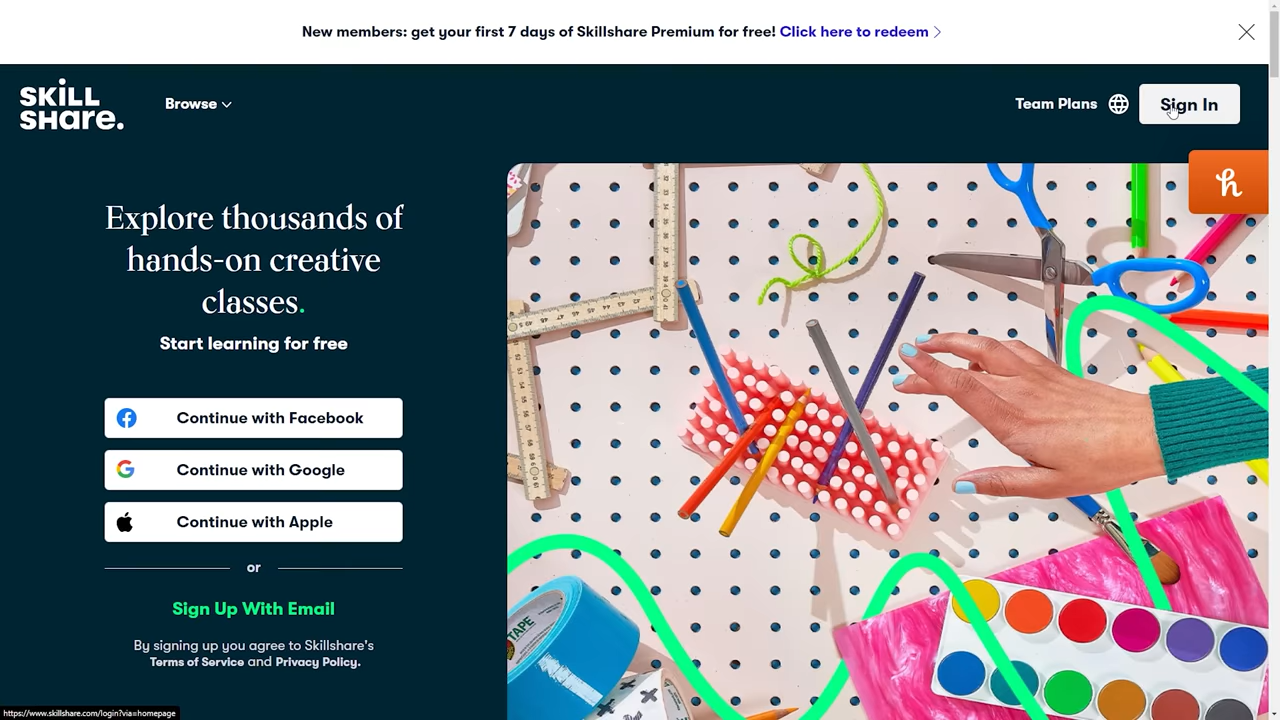 New members: get your first 7 days of Skillshare Premium for free! Click here to redeem
SKILL
SHare.
Browse
Team Plans
Sign In
h
Explore thousands of
hands-on creative
classes.
Start learning for free
Continue with Facebook
Continue with Google
Continue with Apple
or
Sign Up With Email
By signing up you agree to Skillshare's
Terms of Service and Privacy Policy.
TAPE
https://www.skillshare.com/login?via=homepage